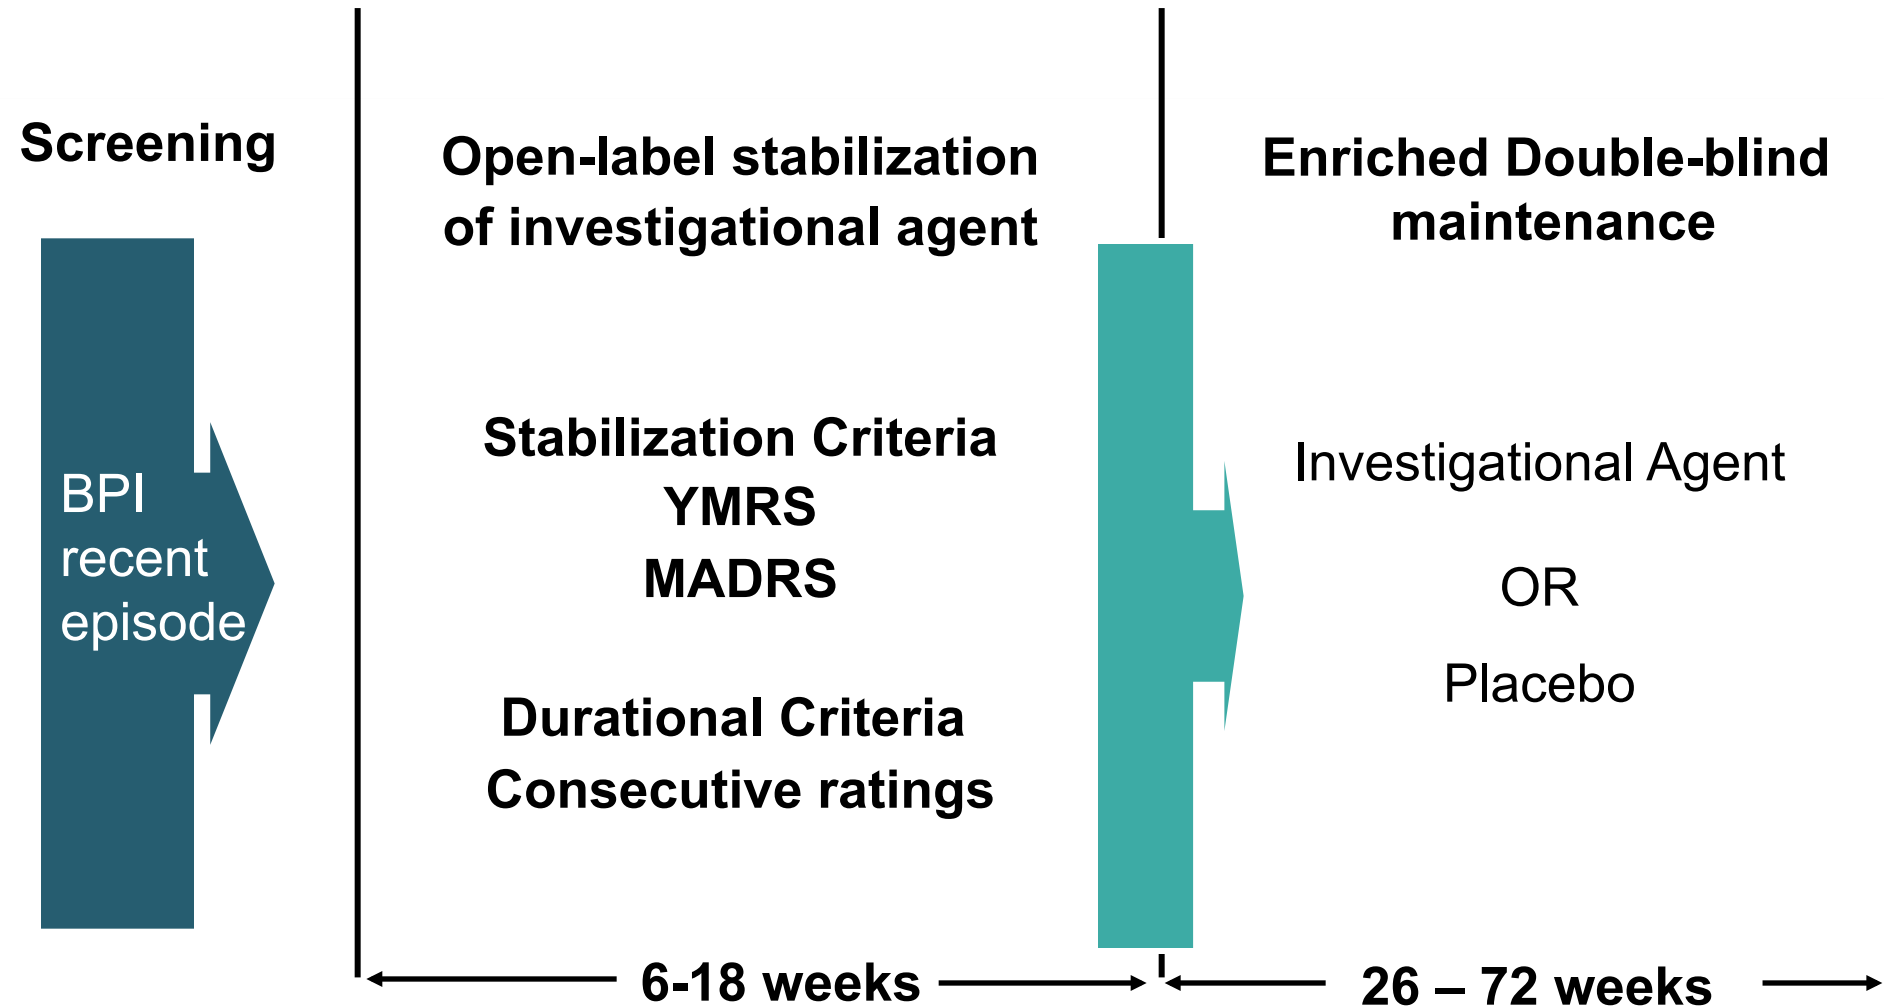 Screening
BPI
recent
episode
Open-label stabilization
of investigational agent
Stabilization Criteria
YMRS
MADRS
Durational Criteria
Consecutive ratings
6-18 weeks
Enriched Double-blind
maintenance
Investigational Agent
OR
Placebo
26 – 72 weeks